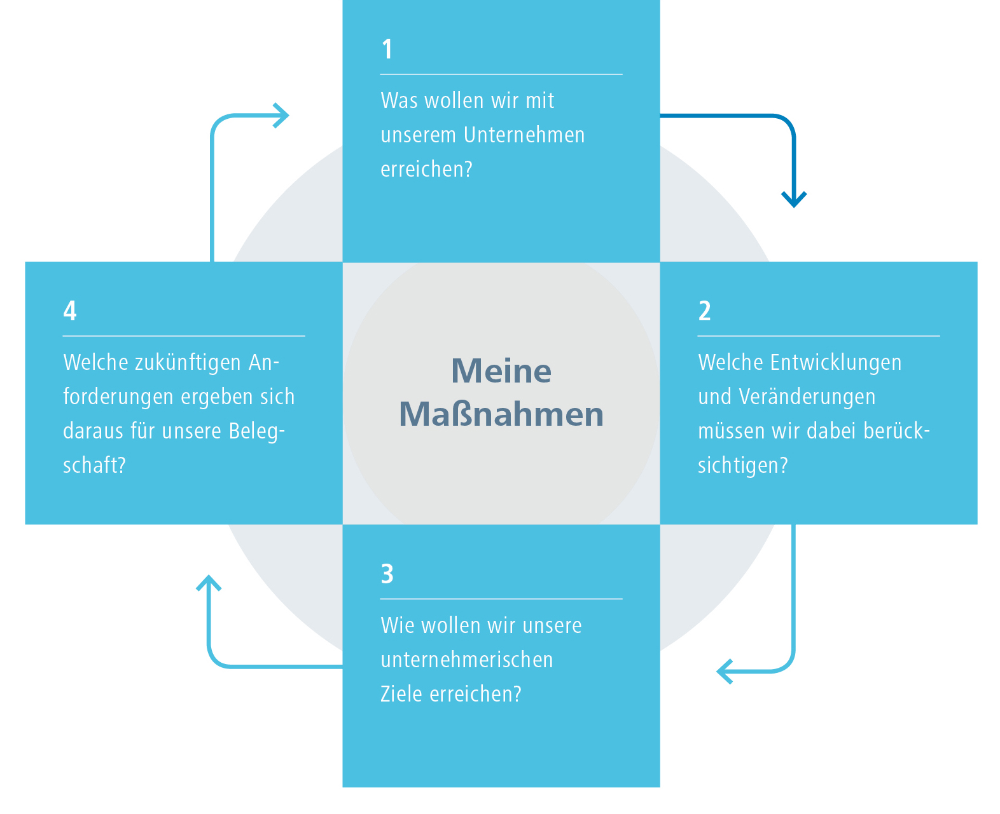 1
Was wollen wir mit
unserem Unternehmen
erreichen?
2
Welche Entwicklungen
und Veränderungen
müssen wir dabei berück-
sichtigen?
3
Wie wollen wir unsere
unternehmerischen
Ziele erreichen?
4
Welche zukünftigen An-
forderungen ergeben sich
daraus für unsere Beleg-
schaft?
Meine
Maßnahmen